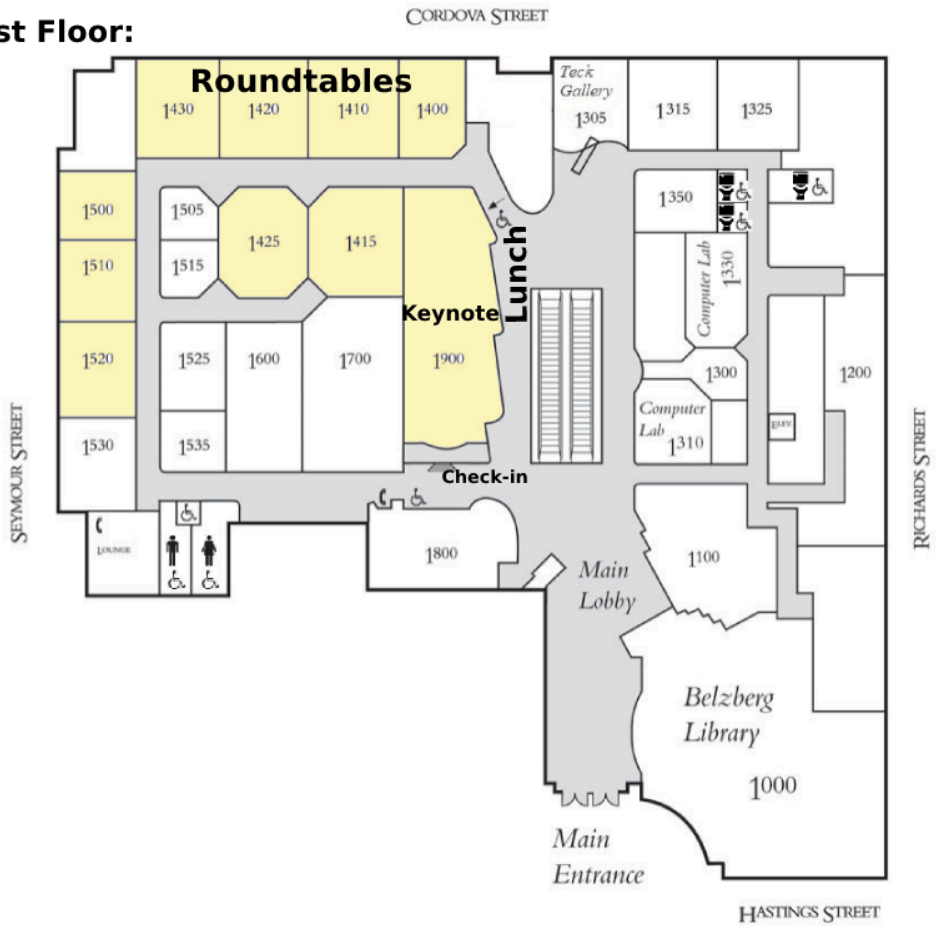 CORDOVA STREET
st Floor:
Roundtables
1430
1420
1410
1400
Teck
Gallery
1305
1315
1325
1500
1505
1425
1415
1350
1510
1515
Lunch
Computer Lab
1330
Keynote
1520
1525
1600
1700
1900
1300
1200
Computer
Lab
1310
ELEV.
1530
1535
Check-in
SEYMOUR STREET
RICHARDS STREET
LOUNGE
1800
1100
Main
Lobby
Belzberg
Library
1000
Main
Entrance
HASTINGS STREET